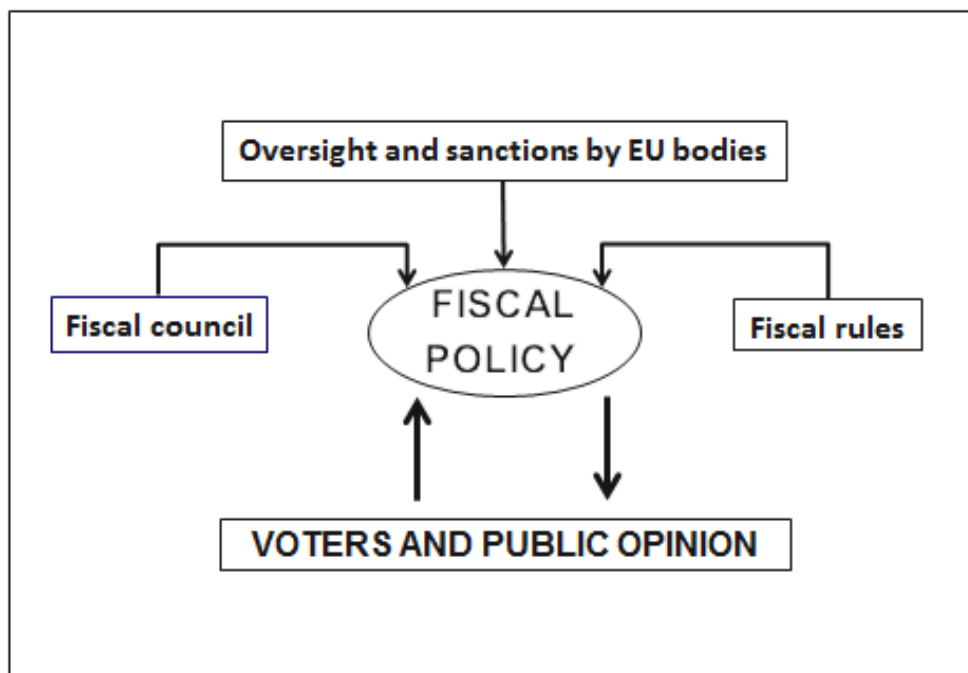 Oversight and sanctions by EU bodies
Fiscal council
FISCAL
POLICY
Fiscal rules
VOTERS AND PUBLIC OPINION